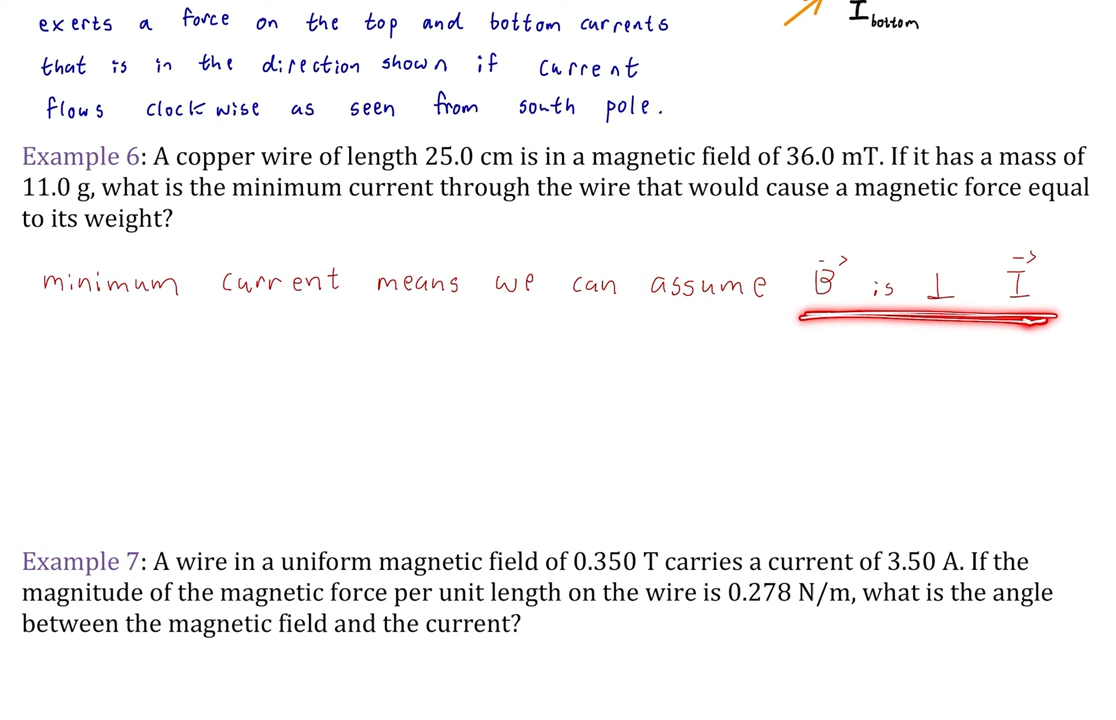 exerts a force on the top and bottom currents
I bottom
that is in the direction shown if current
flows clockwise as seen from south pole.
Example 6: A copper wire of length 25.0 cm is in a magnetic field of 36.0 mT. If it has a mass of
11.0 g, what is the minimum current through the wire that would cause a magnetic force equal
to its weight?
minimum current means we can assume B⃗ is ⊥ I⃗
Example 7: A wire in a uniform magnetic field of 0.350 T carries a current of 3.50 A. If the
magnitude of the magnetic force per unit length on the wire is 0.278 N/m, what is the angle
between the magnetic field and the current?